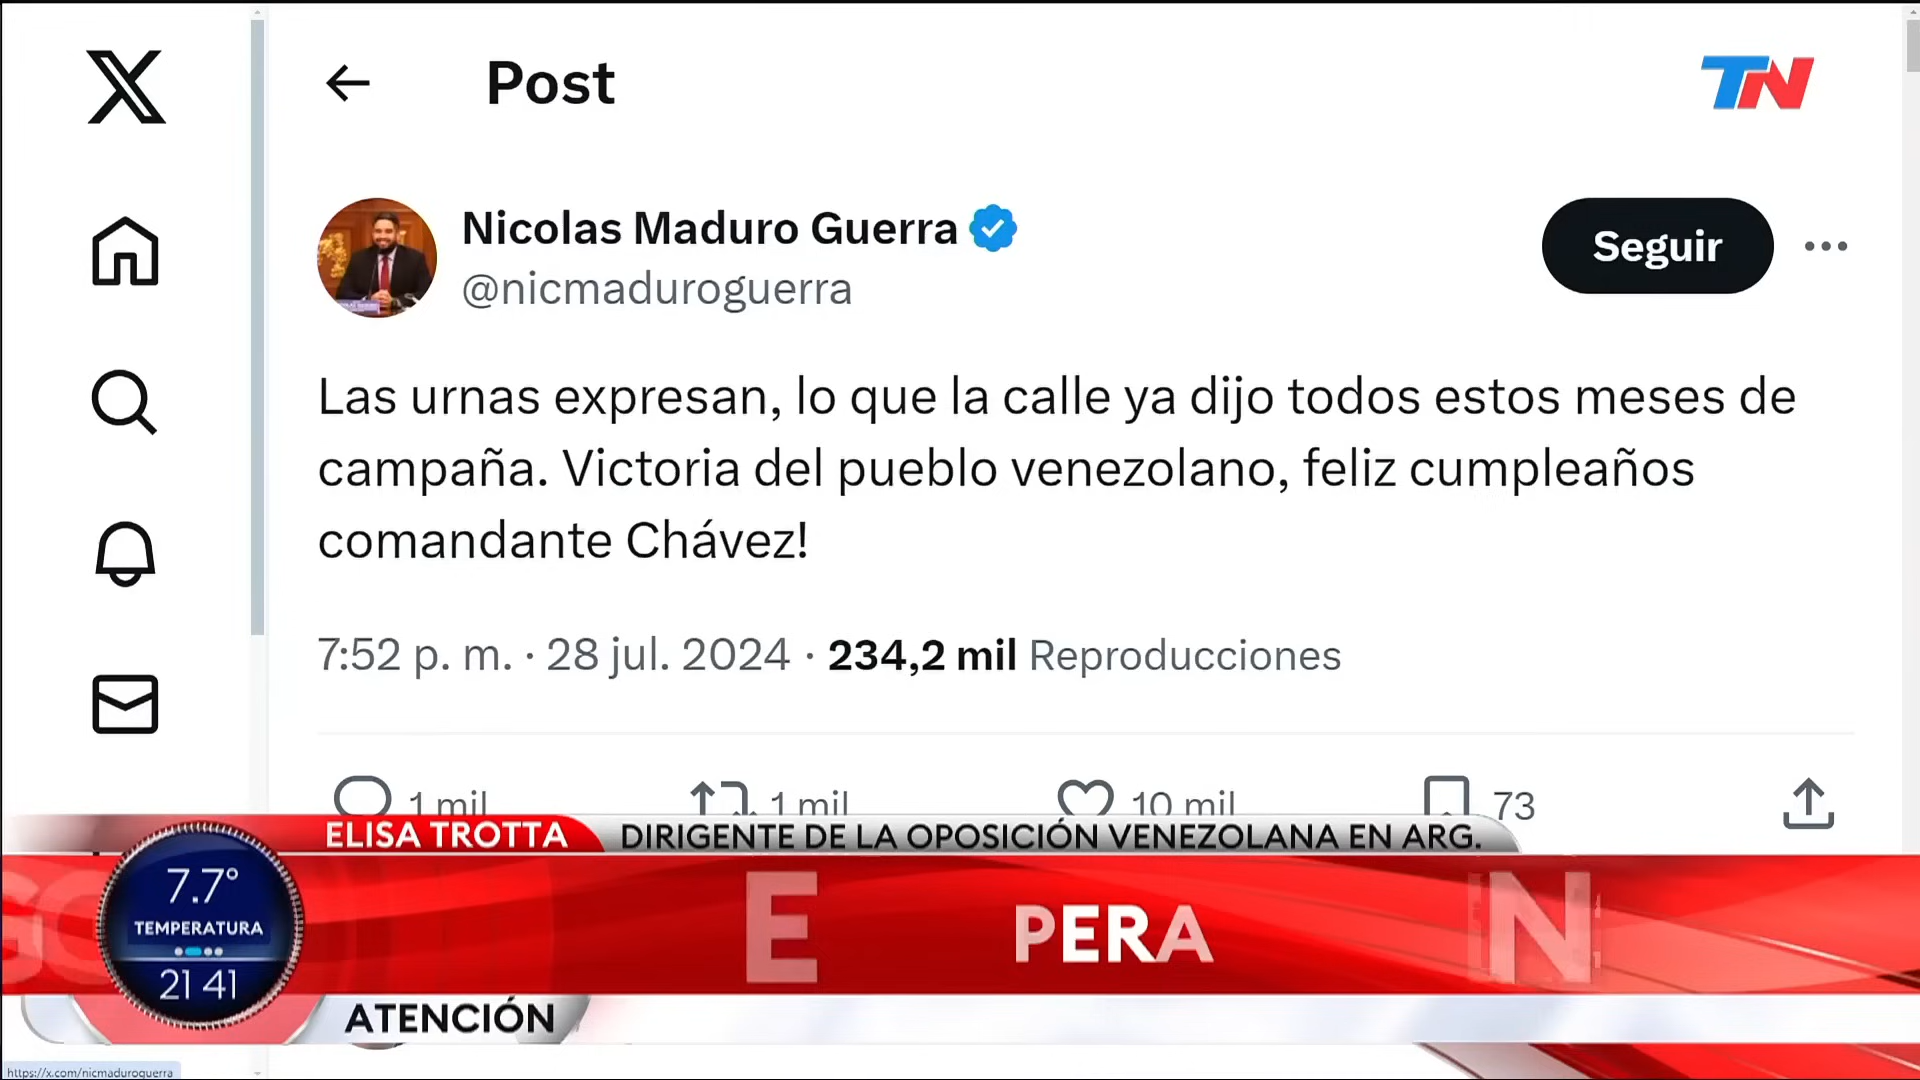 Post
TN
Nicolas Maduro Guerra
@nicmaduroguerra
Seguir
Las urnas expresan, lo que la calle ya dijo todos estos meses de
campaña. Victoria del pueblo venezolano, feliz cumpleaños
comandante Chávez!
7:52 p. m. · 28 jul. 2024 · 234,2 mil Reproducciones
1 mil
1 mil
10 mil
73
ELISA TROTTA
DIRIGENTE DE LA OPOSICIÓN VENEZOLANA EN ARG.
7.7°
TEMPERATURA
21 41
E PERA N
ATENCIÓN
https://x.com/nicmaduroguerra